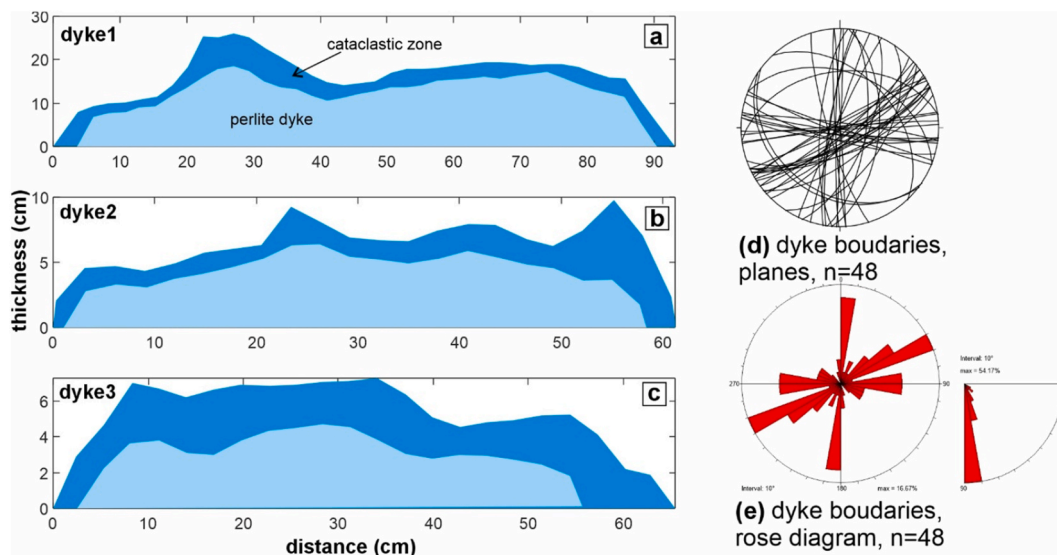 dyke1
a
cataclastic zone
perlite dyke
30
20
10
0
0 10 20 30 40 50 60 70 80 90
dyke2
b
thickness (cm)
10
5
0
0 10 20 30 40 50 60
dyke3
c
6
4
2
0
0 10 20 30 40 50 60
distance (cm)
(d) dyke boudaries,
planes, n=48
Interval: 10°
max = 54.17%
270
90
180
90
Interval: 10°
max = 16.67%
(e) dyke boudaries,
rose diagram, n=48